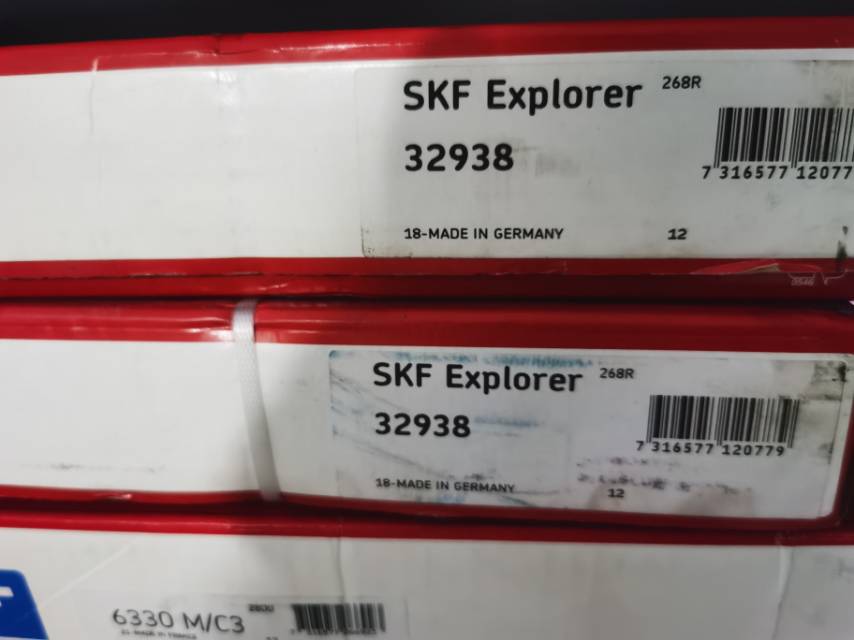 SKF Explorer 268R
32938
7 316577 12077
18-MADE IN GERMANY 12
SKF Explorer 268R
32938
7 316577 120779
18-MADE IN GERMANY 12
6330 M/C3